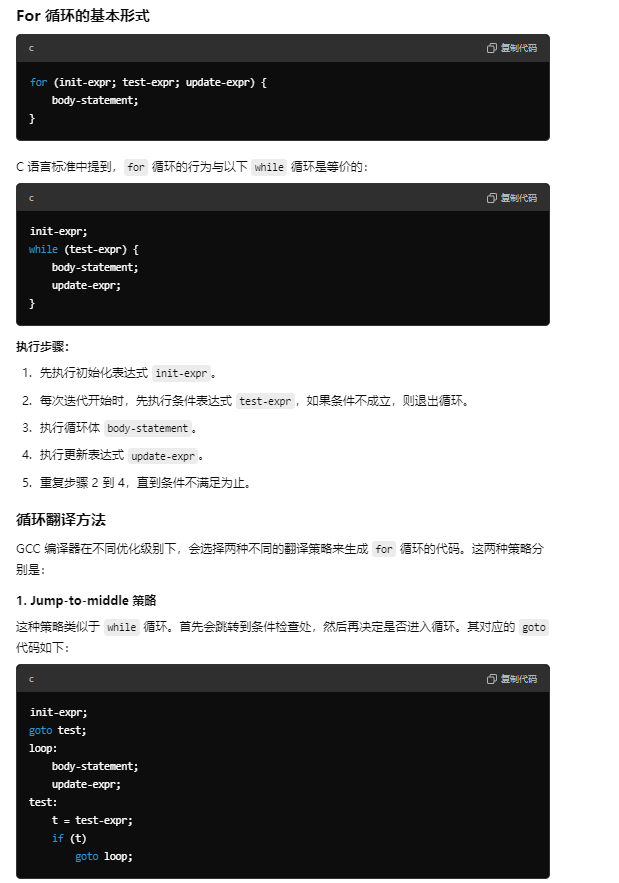 For 循环的基本形式
c 复制代码
for (init-expr; test-expr; update-expr) {
    body-statement;
}
C 语言标准中提到，for 循环的行为与以下 while 循环是等价的：
c 复制代码
init-expr;
while (test-expr) {
    body-statement;
    update-expr;
}
执行步骤：
1. 先执行初始化表达式 init-expr。
2. 每次迭代开始时，先执行条件表达式 test-expr，如果条件不成立，则退出循环。
3. 执行循环体 body-statement。
4. 执行更新表达式 update-expr。
5. 重复步骤 2 到 4，直到条件不满足为止。
循环翻译方法
GCC 编译器在不同优化级别下，会选择两种不同的翻译策略来生成 for 循环的代码。这两种策略分
别是：
1. Jump-to-middle 策略
这种策略类似于 while 循环。首先会跳转到条件检查处，然后再决定是否进入循环。其对应的 goto
代码如下：
c 复制代码
init-expr;
goto test;
loop:
    body-statement;
    update-expr;
test:
    t = test-expr;
    if (t)
        goto loop;